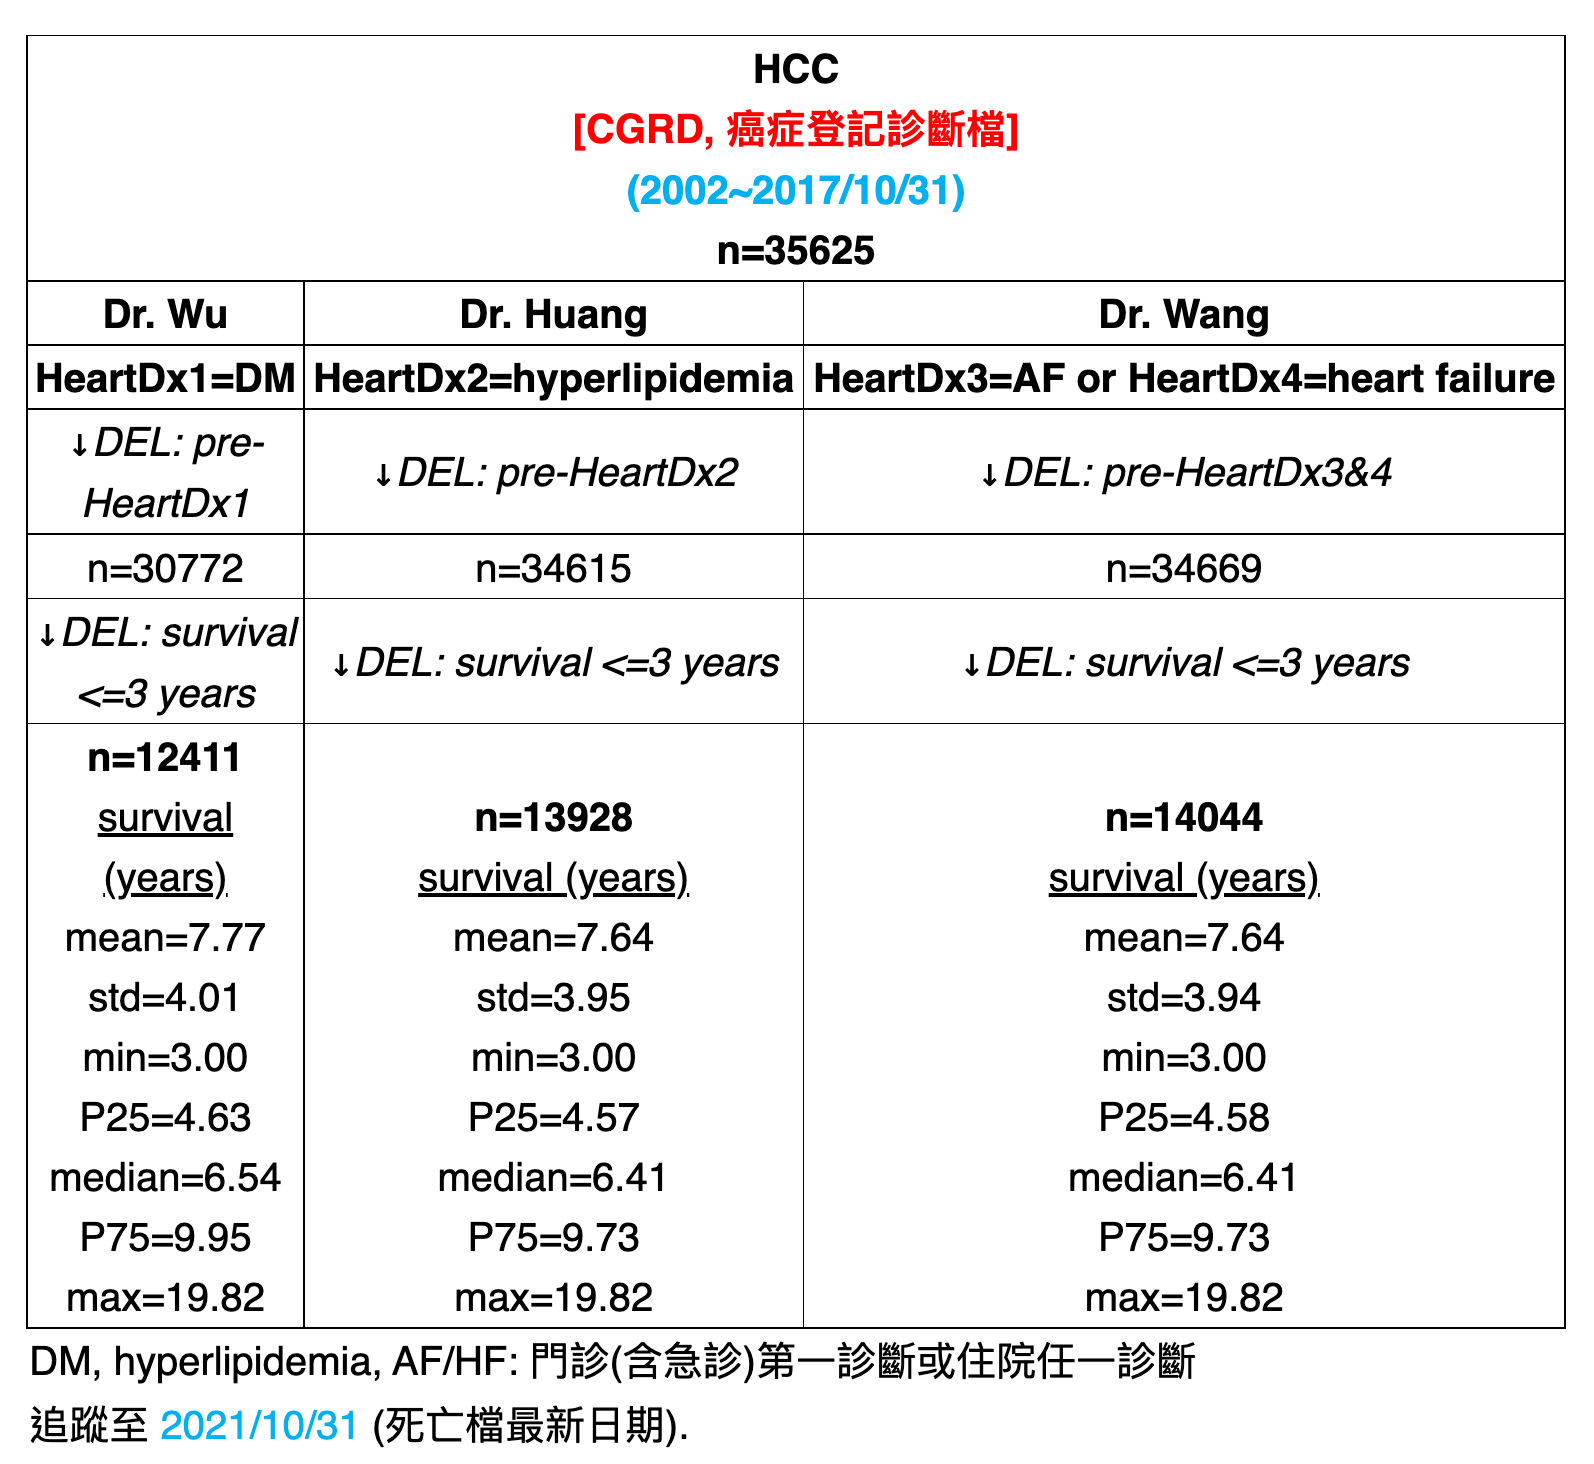 HCC
[CGRD, 癌症登記診斷檔]
(2002~2017/10/31)
n=35625
Dr. Wu
Dr. Huang
Dr. Wang
HeartDx1=DM
HeartDx2=hyperlipidemia
HeartDx3=AF or HeartDx4=heart failure
↓DEL: pre-
HeartDx1
↓DEL: pre-HeartDx2
↓DEL: pre-HeartDx3&4
n=30772
n=34615
n=34669
↓DEL: survival
<=3 years
↓DEL: survival <=3 years
↓DEL: survival <=3 years
n=12411
survival
(years)
mean=7.77
std=4.01
min=3.00
P25=4.63
median=6.54
P75=9.95
max=19.82
n=13928
survival (years)
mean=7.64
std=3.95
min=3.00
P25=4.57
median=6.41
P75=9.73
max=19.82
n=14044
survival (years)
mean=7.64
std=3.94
min=3.00
P25=4.58
median=6.41
P75=9.73
max=19.82
DM, hyperlipidemia, AF/HF: 門診(含急診)第一診斷或住院任一診斷
追蹤至 2021/10/31 (死亡檔最新日期).